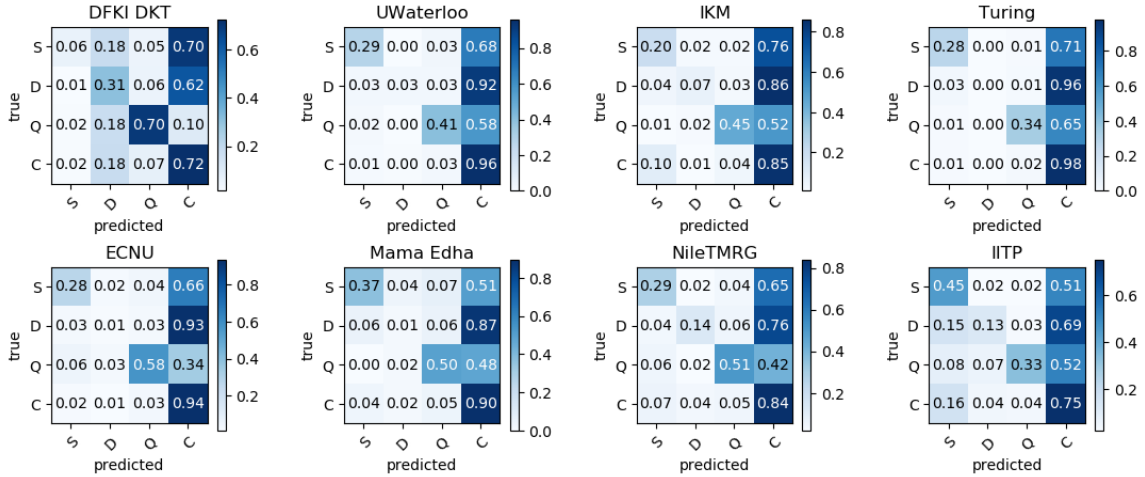 DFKI DKT
S 0.06 0.18 0.05 0.70
D 0.01 0.31 0.06 0.62
Q 0.02 0.18 0.70 0.10
C 0.02 0.18 0.07 0.72
S D Q C
true
predicted
0.6
0.4
0.2
UWaterloo
0.29 0.00 0.03 0.68
0.03 0.03 0.03 0.92
0.02 0.00 0.41 0.58
0.01 0.00 0.03 0.96
S
D
Q
C
S D Q C
true
predicted
0.8
0.6
0.4
0.2
0.0
IKM
S 0.20 0.02 0.02 0.76
D 0.04 0.07 0.03 0.86
Q 0.01 0.02 0.45 0.52
C 0.10 0.01 0.04 0.85
S D Q C
true
predicted
0.8
0.6
0.4
0.2
Turing
S 0.28 0.00 0.01 0.71
D 0.03 0.00 0.01 0.96
Q 0.01 0.00 0.34 0.65
C 0.01 0.00 0.02 0.98
S D Q C
true
predicted
0.8
0.6
0.4
0.2
0.0
ECNU
S 0.28 0.02 0.04 0.66
D 0.03 0.01 0.03 0.93
Q 0.06 0.03 0.58 0.34
C 0.02 0.01 0.03 0.94
S D Q C
true
predicted
0.8
0.6
0.4
0.2
Mama Edha
S 0.37 0.04 0.07 0.51
D 0.06 0.01 0.06 0.87
Q 0.00 0.02 0.50 0.48
C 0.04 0.02 0.05 0.90
S D Q C
true
predicted
0.8
0.6
0.4
0.2
0.0
NileTMRG
S 0.29 0.02 0.04 0.65
D 0.04 0.14 0.06 0.76
Q 0.06 0.02 0.51 0.42
C 0.07 0.04 0.05 0.84
S D Q C
true
predicted
0.8
0.6
0.4
0.2
IITP
S 0.45 0.02 0.02 0.51
D 0.15 0.13 0.03 0.69
Q 0.08 0.07 0.33 0.52
C 0.16 0.04 0.04 0.75
S D Q C
true
predicted
0.6
0.4
0.2